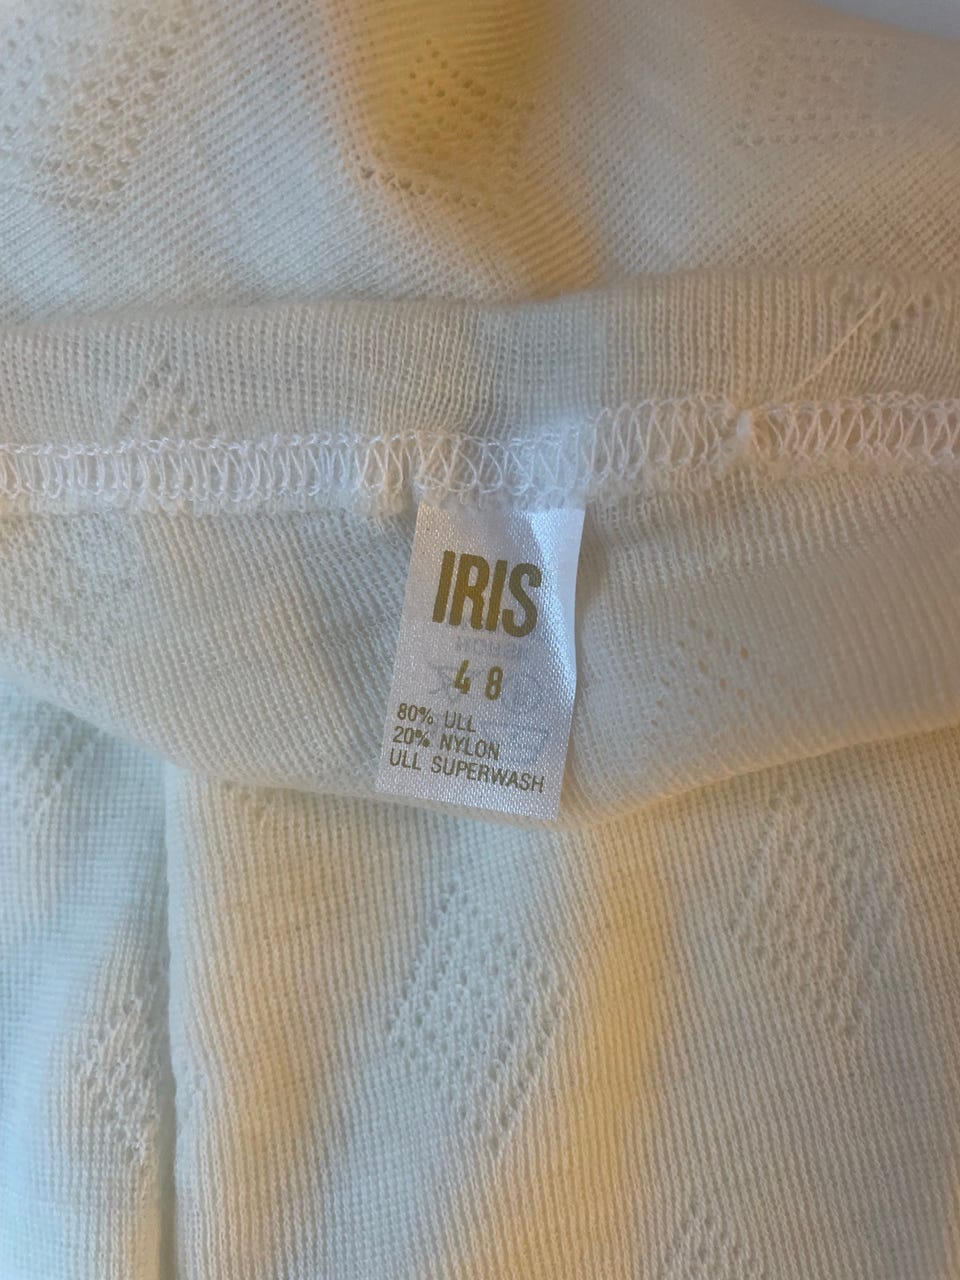 IRIS
48
80% ULL
20% NYLON
ULL SUPERWASH